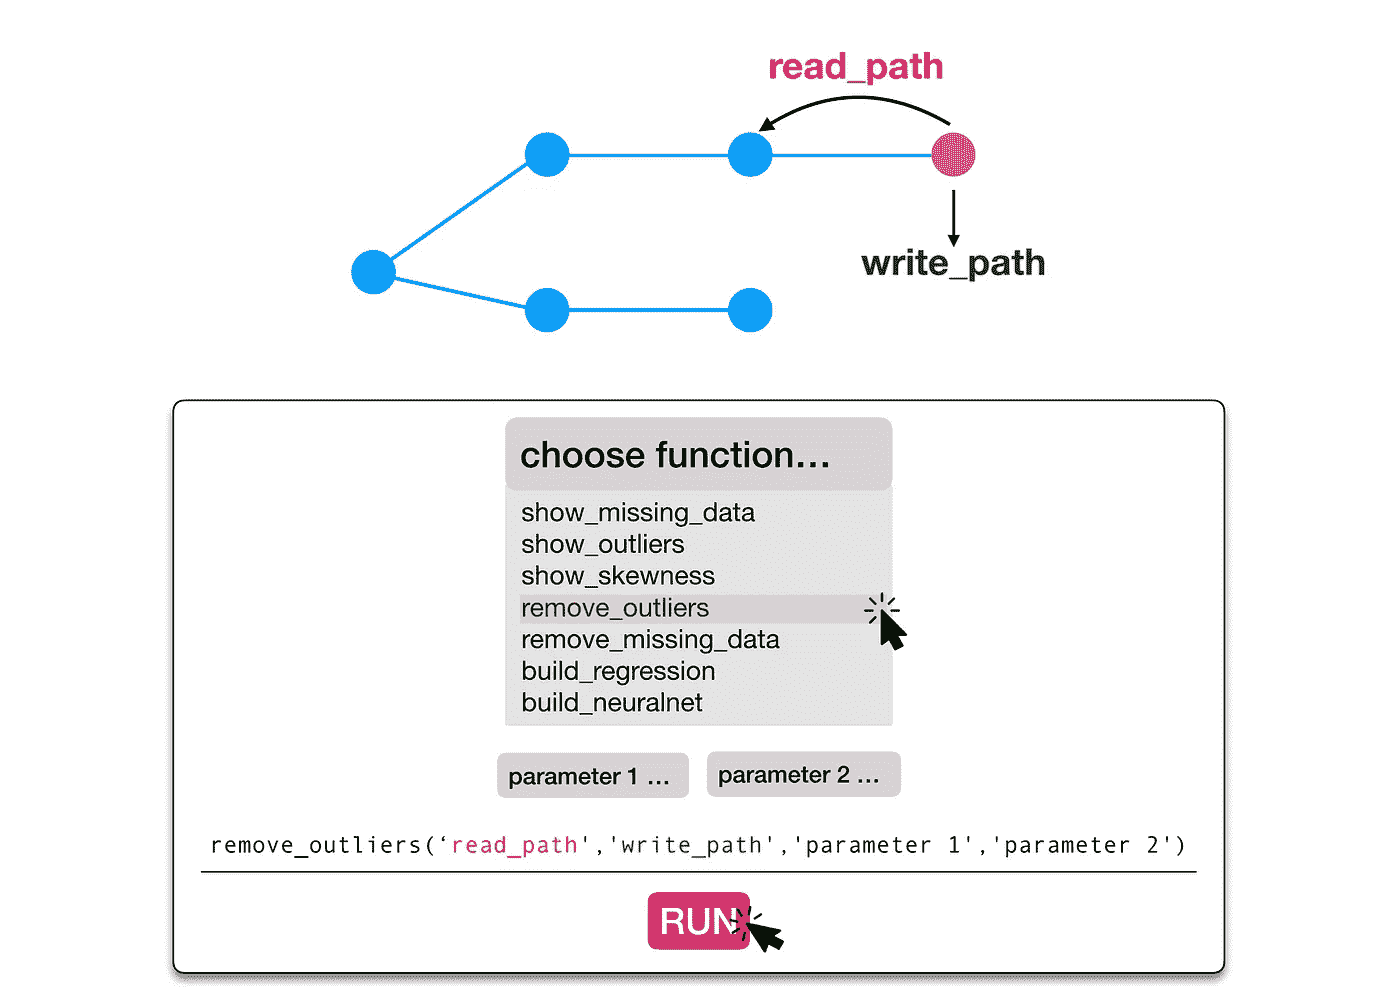 read_path
write_path
choose function...
show_missing_data
show_outliers
show_skewness
remove_outliers
remove_missing_data
build_regression
build_neuralnet
parameter 1 ...
parameter 2 ...
remove_outliers(‘read_path','write_path','parameter 1','parameter 2')
RUN